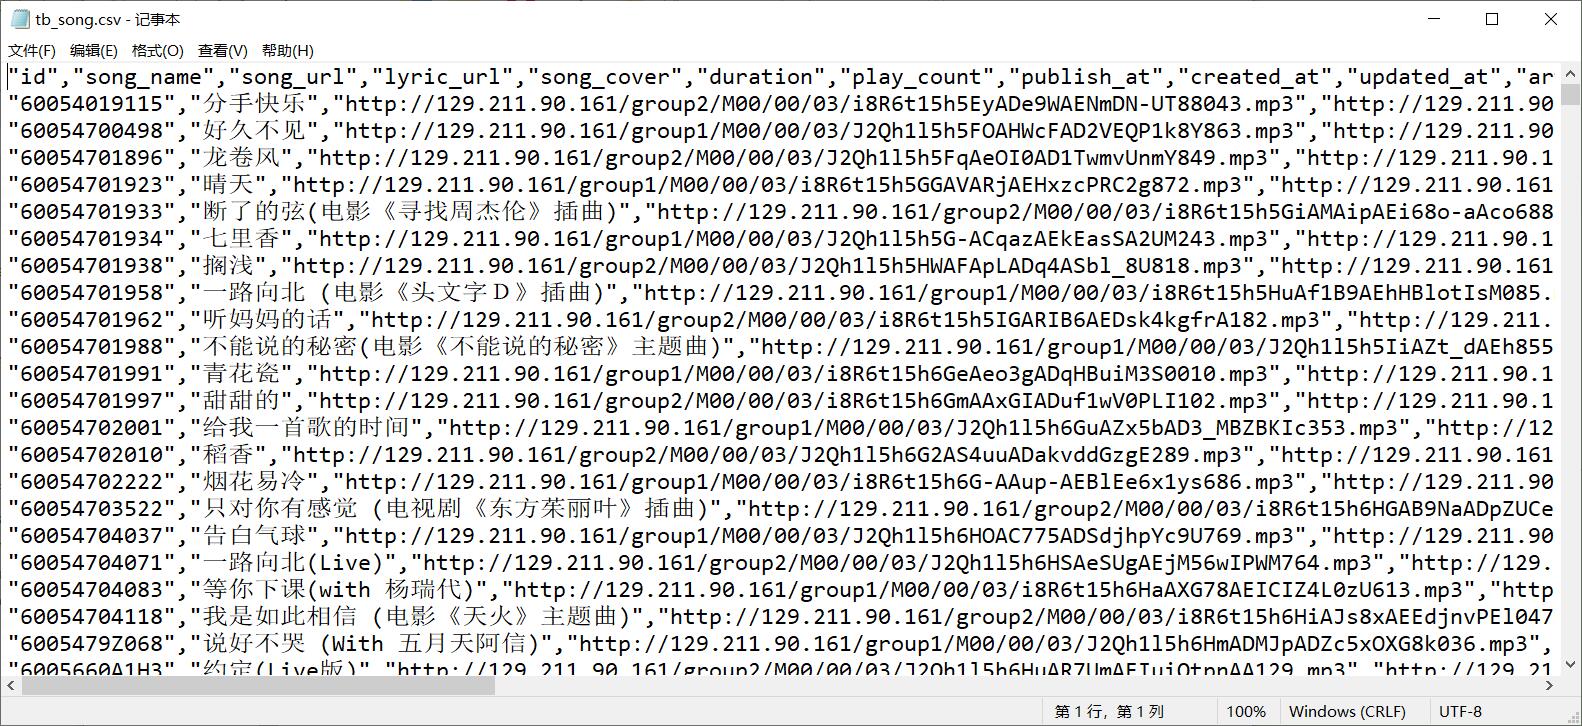 tb_song.csv - 记事本
文件(F) 编辑(E) 格式(O) 查看(V) 帮助(H)
"id","song_name","song_url","lyric_url","song_cover","duration","play_count","publish_at","created_at","updated_at","ar
"60054019115","分手快乐","http://129.211.90.161/group2/M00/00/03/i8R6t15h5EyADe9WAENmDN-UT88043.mp3","http://129.211.90
"60054700498","好久不见","http://129.211.90.161/group1/M00/00/03/J2Qh1l5h5FOAHWcFAD2VEQP1k8Y863.mp3","http://129.211.90
"60054701896","龙卷风","http://129.211.90.161/group2/M00/00/03/J2Qh1l5h5FqAeOI0AD1TwmvUnmY849.mp3","http://129.211.90.1
"60054701923","晴天","http://129.211.90.161/group1/M00/00/03/i8R6t15h5GGAVARjAEHxzcPRC2g872.mp3","http://129.211.90.161
"60054701933","断了的弦(电影《寻找周杰伦》插曲)","http://129.211.90.161/group2/M00/00/03/i8R6t15h5GiAMAipAEi68o-aAco688
"60054701934","七里香","http://129.211.90.161/group1/M00/00/03/J2Qh1l5h5G-ACqazAEkEasSA2UM243.mp3","http://129.211.90.1
"60054701938","搁浅","http://129.211.90.161/group2/M00/00/03/J2Qh1l5h5HWAFApLADq4ASbl_8U818.mp3","http://129.211.90.161
"60054701958","一路向北 (电影《头文字Ｄ》插曲)","http://129.211.90.161/group1/M00/00/03/i8R6t15h5HuAf1B9AEhHBlotIsM085.
"60054701962","听妈妈的话","http://129.211.90.161/group2/M00/00/03/i8R6t15h5IGARIB6AEDsk4kgfrA182.mp3","http://129.211.
"60054701988","不能说的秘密(电影《不能说的秘密》主题曲)","http://129.211.90.161/group1/M00/00/03/J2Qh1l5h5IiAZt_dAEh855
"60054701991","青花瓷","http://129.211.90.161/group1/M00/00/03/i8R6t15h6GeAeo3gADqHBuiM3S0010.mp3","http://129.211.90.1
"60054701997","甜甜的","http://129.211.90.161/group2/M00/00/03/i8R6t15h6GmAAxGIADuf1wV0PLI102.mp3","http://129.211.90.1
"60054702001","给我一首歌的时间","http://129.211.90.161/group1/M00/00/03/J2Qh1l5h6GuAZx5bAD3_MBZBKIc353.mp3","http://12
"60054702010","稻香","http://129.211.90.161/group2/M00/00/03/J2Qh1l5h6G2AS4uuADakvddGzgE289.mp3","http://129.211.90.161
"60054702222","烟花易冷","http://129.211.90.161/group1/M00/00/03/i8R6t15h6G-AAup-AEBlEe6x1ys686.mp3","http://129.211.90
"60054703522","只对你有感觉 (电视剧《东方茱丽叶》插曲)","http://129.211.90.161/group2/M00/00/03/i8R6t15h6HGAB9NaADpZUCe
"60054704037","告白气球","http://129.211.90.161/group1/M00/00/03/J2Qh1l5h6HOAC775ADSdjhpYc9U769.mp3","http://129.211.90
"60054704071","一路向北(Live)","http://129.211.90.161/group2/M00/00/03/J2Qh1l5h6HSAeSUgAEjM56wIPWM764.mp3","http://129.
"60054704083","等你下课(with 杨瑞代)","http://129.211.90.161/group1/M00/00/03/i8R6t15h6HaAXG78AEICIZ4L0zU613.mp3","http
"60054704118","我是如此相信 (电影《天火》主题曲)","http://129.211.90.161/group2/M00/00/03/i8R6t15h6HiAJs8xAEEdjnvPEl047
"6005479Z068","说好不哭 (With 五月天阿信)","http://129.211.90.161/group1/M00/00/03/J2Qh1l5h6HmADMJpADZc5xOXG8k036.mp3",
"6005660A1H3","约定(Live版)","http://129.211.90.161/group2/M00/00/03/J2Qh1l5h6HuAR7UmAEIuiQtpnAA129.mp3","http://129.21
第 1 行，第 1 列 100% Windows (CRLF) UTF-8